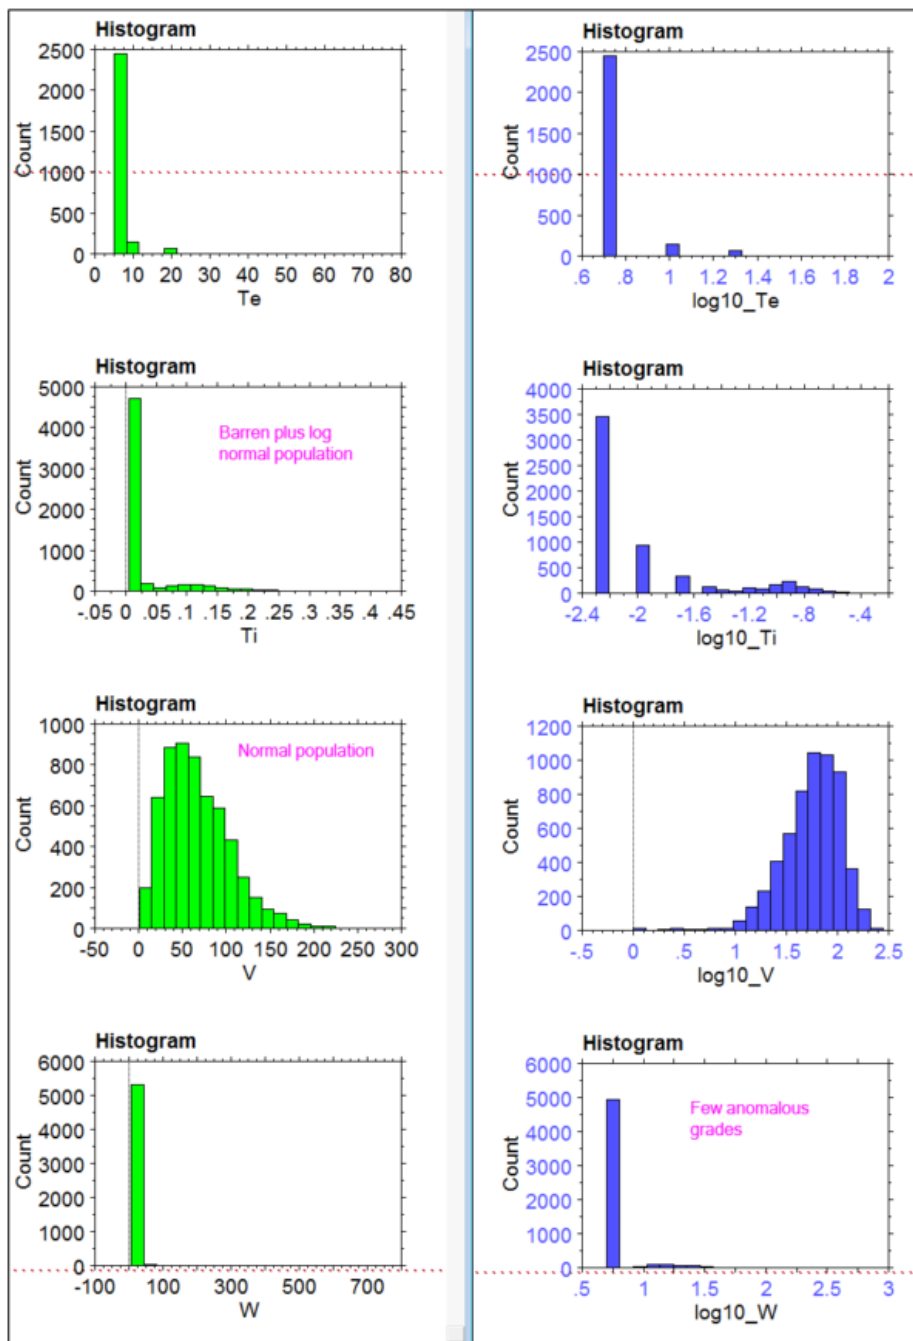 Histogram
2500
2000
1500
1000
500
0
Count
0 10 20 30 40 50 60 70 80
Te
Histogram
2500
2000
1500
1000
500
0
Count
.6 .8 1 1.2 1.4 1.6 1.8 2
log10_Te
Histogram
5000
4000
3000
2000
1000
0
Count
Barren plus log
normal population
-.05 0 .05 .1 .15 .2 .25 .3 .35 .4 .45
Ti
Histogram
4000
3500
3000
2500
2000
1500
1000
500
0
Count
-2.4 -2 -1.6 -1.2 -.8 -.4
log10_Ti
Histogram
1000
800
600
400
200
0
Count
Normal population
-50 0 50 100 150 200 250 300
V
Histogram
1200
1000
800
600
400
200
0
Count
-.5 0 .5 1 1.5 2 2.5
log10_V
Histogram
6000
5000
4000
3000
2000
1000
0
Count
-100 100 300 500 700
W
Histogram
6000
5000
4000
3000
2000
1000
0
Count
Few anomalous
grades
.5 1 1.5 2 2.5 3
log10_W